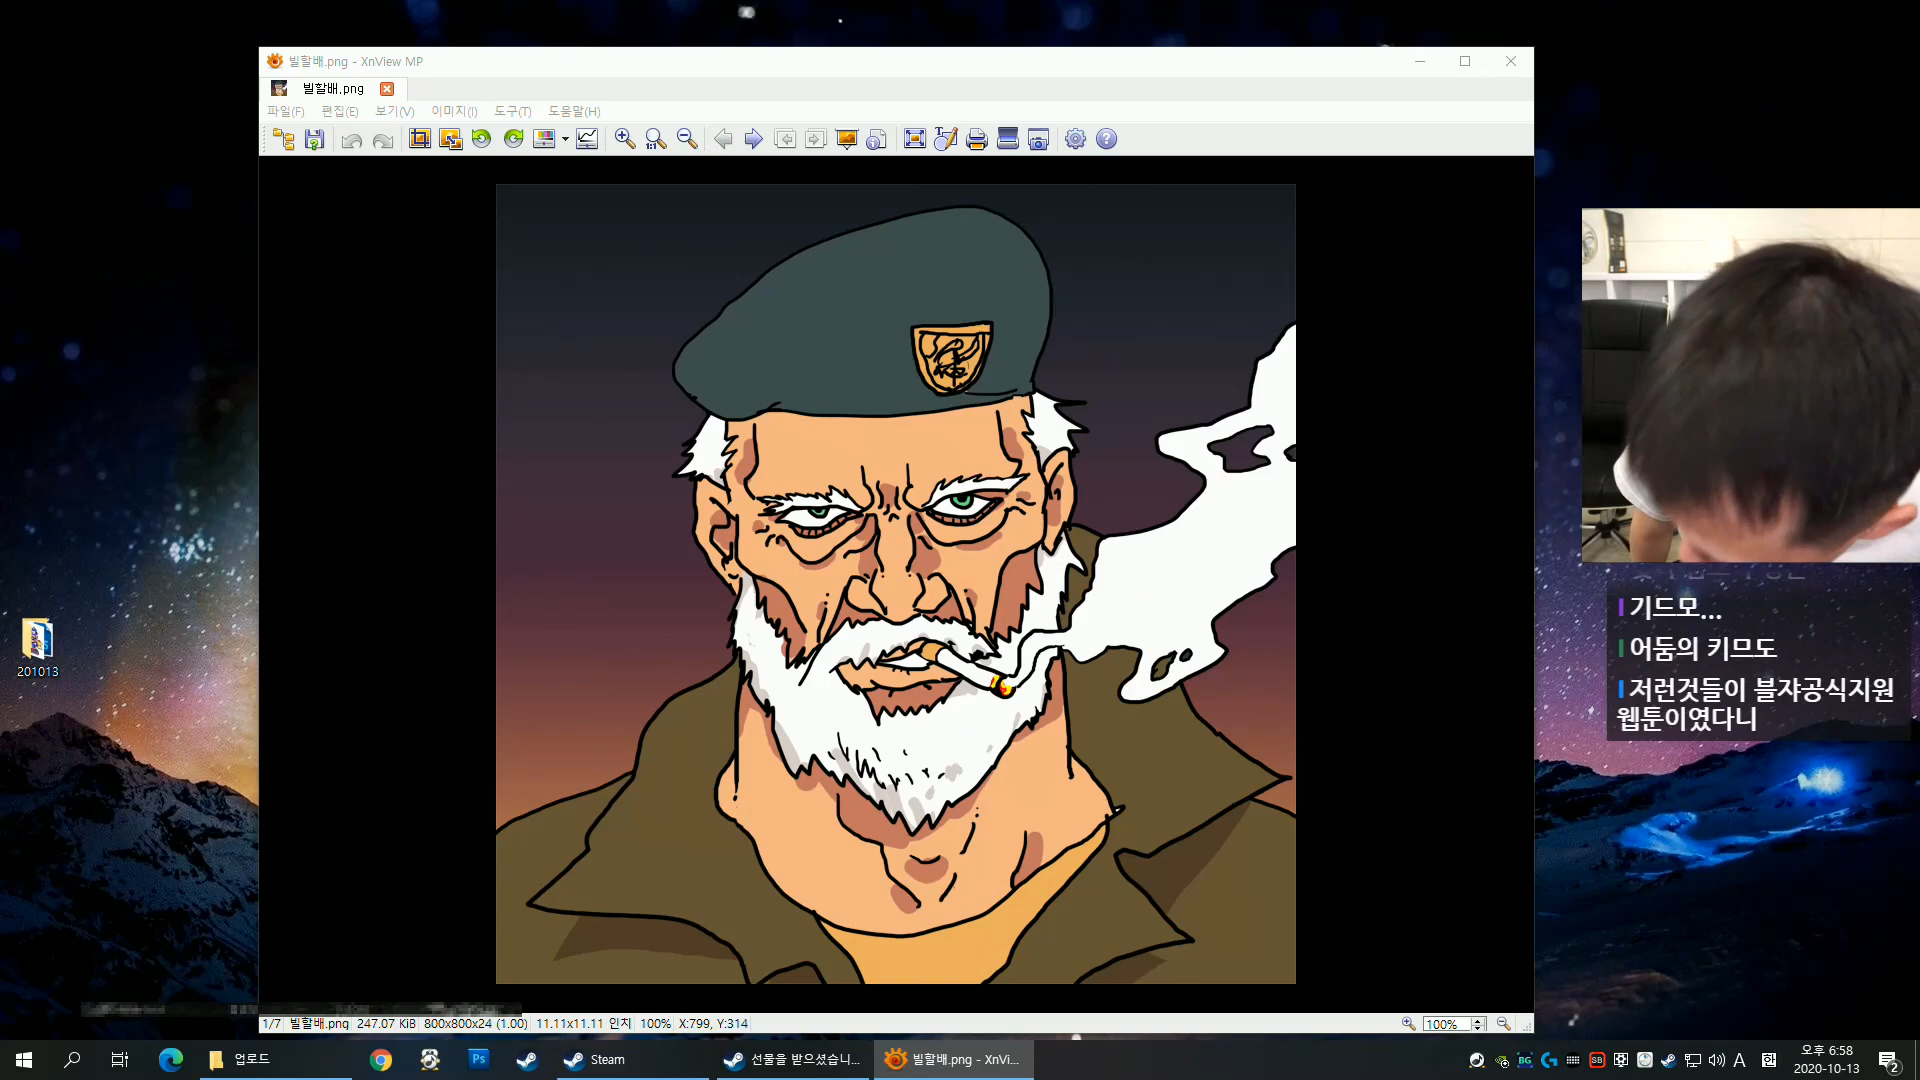 빌할배.png - XnView MP
빌할배.png
파일(F) 편집(E) 보기(V) 이미지(I) 도구(T) 도움말(H)
201013
기드모...
어둠의 키므도
저런것들이 블쟈공식지원
웹툰이였다니
1/7 빌할배.png 247.07 KiB 800x800x24 (1.00) 11.11x11.11 인치 100% X:799, Y:314
100%
업로드
Ps
Steam
선물을 받으셨습니...
빌할배.png - XnVi...
BG
SB
A
오후 6:58
2020-10-13
2